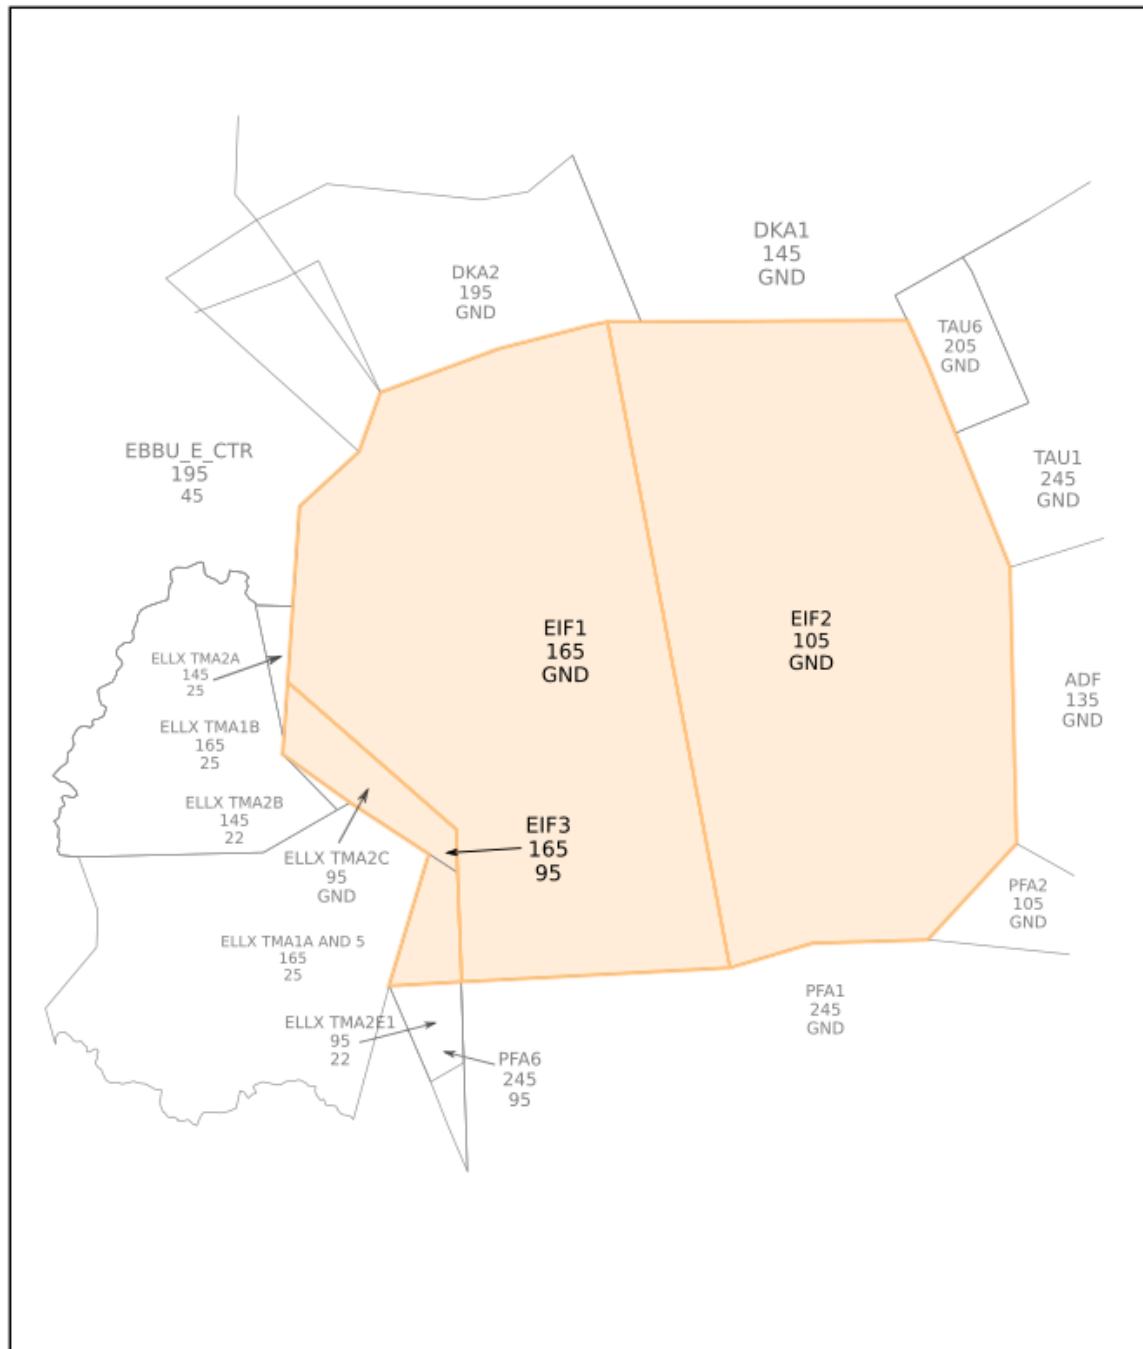 DKA1
145
GND
DKA2
195
GND
TAU6
205
GND
EBBU_E_CTR
195
45
TAU1
245
GND
EIF1
165
GND
EIF2
105
GND
ELLX TMA2A
145
25
ADF
135
GND
ELLX TMA1B
165
25
ELLX TMA2B
145
22
EIF3
165
95
ELLX TMA2C
95
GND
PFA2
105
GND
ELLX TMA1A AND 5
165
25
PFA1
245
GND
ELLX TMA2E1
95
22
PFA6
245
95